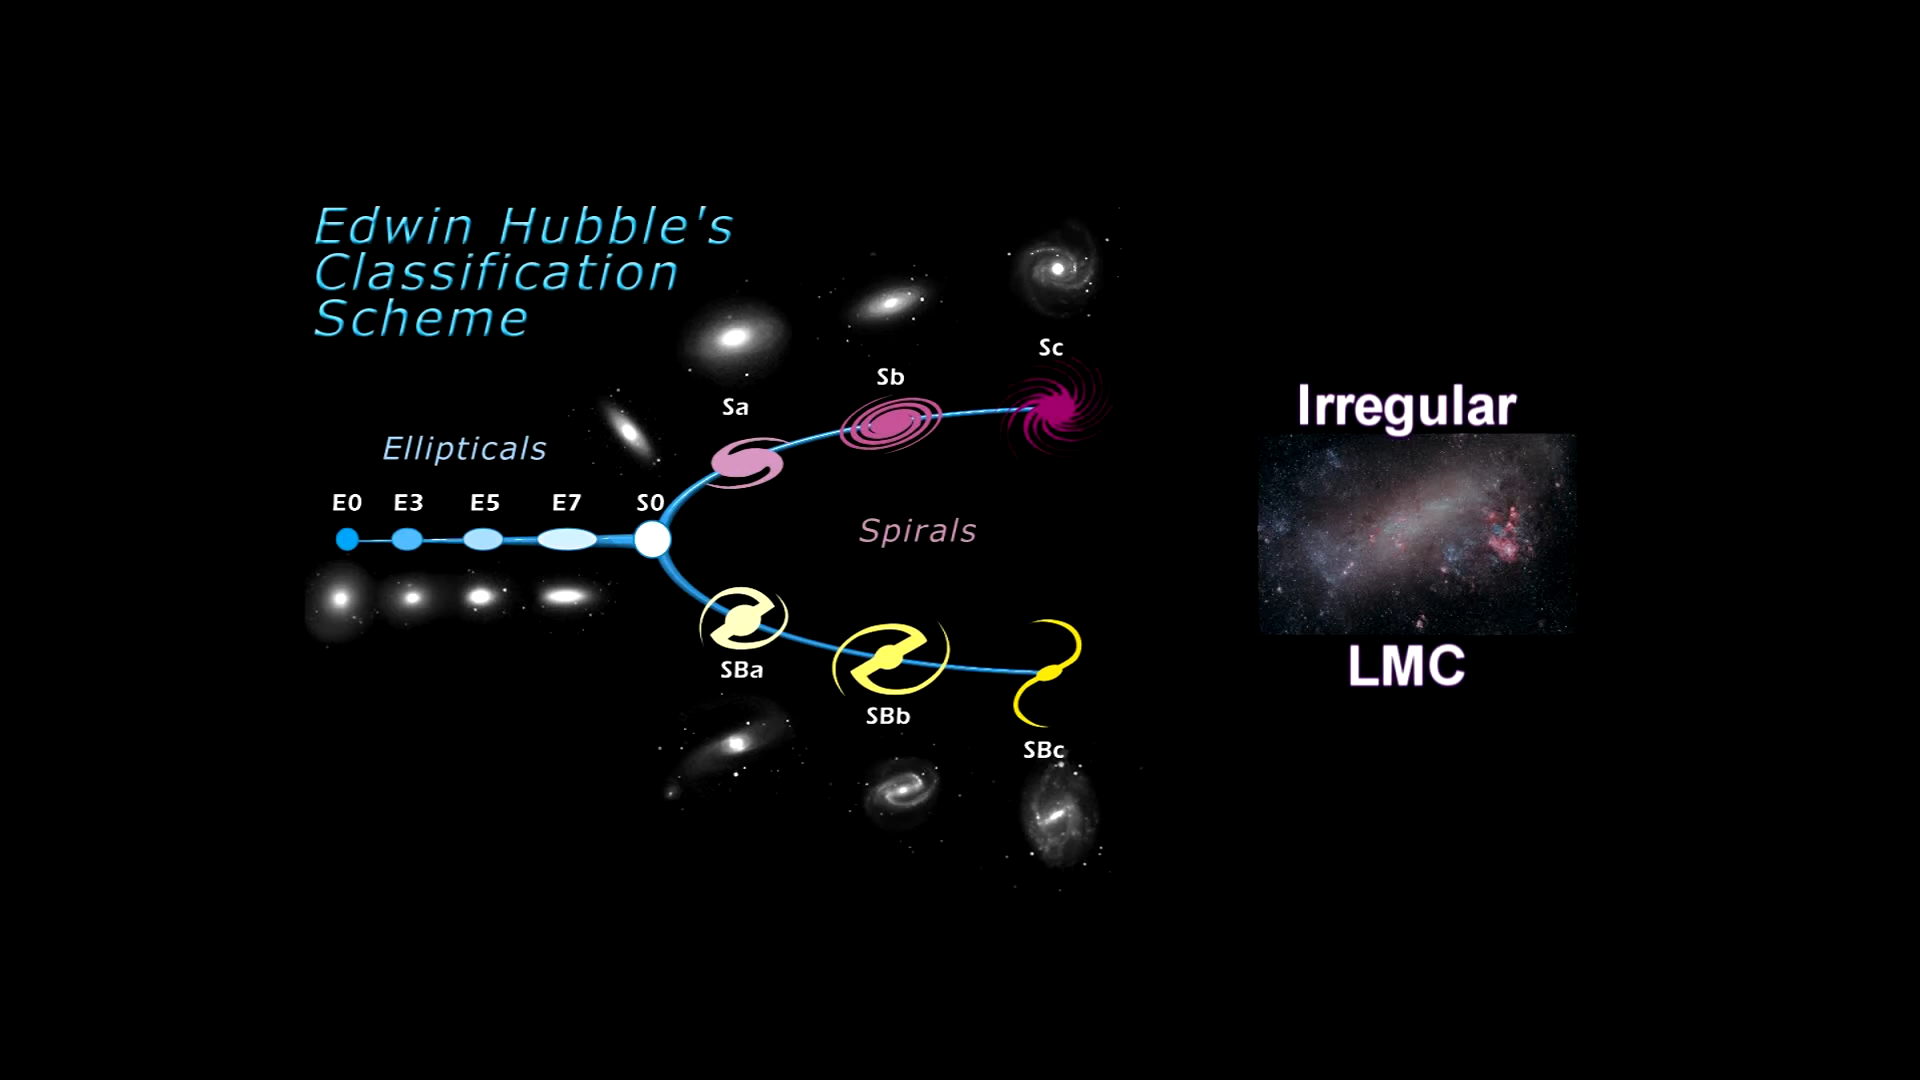 Edwin Hubble's
Classification
Scheme
Ellipticals
E0 E3 E5 E7 S0
Sa
Sb
Sc
Spirals
SBa
SBb
SBc
Irregular
LMC